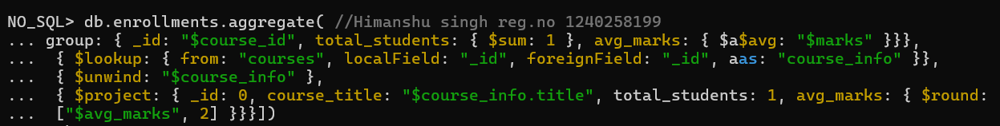 NO_SQL> db.enrollments.aggregate( //Himanshu singh reg.no 1240258199
... group: { _id: "$course_id", total_students: { $sum: 1 }, avg_marks: { $a$avg: "$marks" }}},
...  { $lookup: { from: "courses", localField: "_id", foreignField: "_id", aas: "course_info" }},
...  { $unwind: "$course_info" },
...  { $project: { _id: 0, course_title: "$course_info.title", total_students: 1, avg_marks: { $round:
...  ["$avg_marks", 2] }}}])